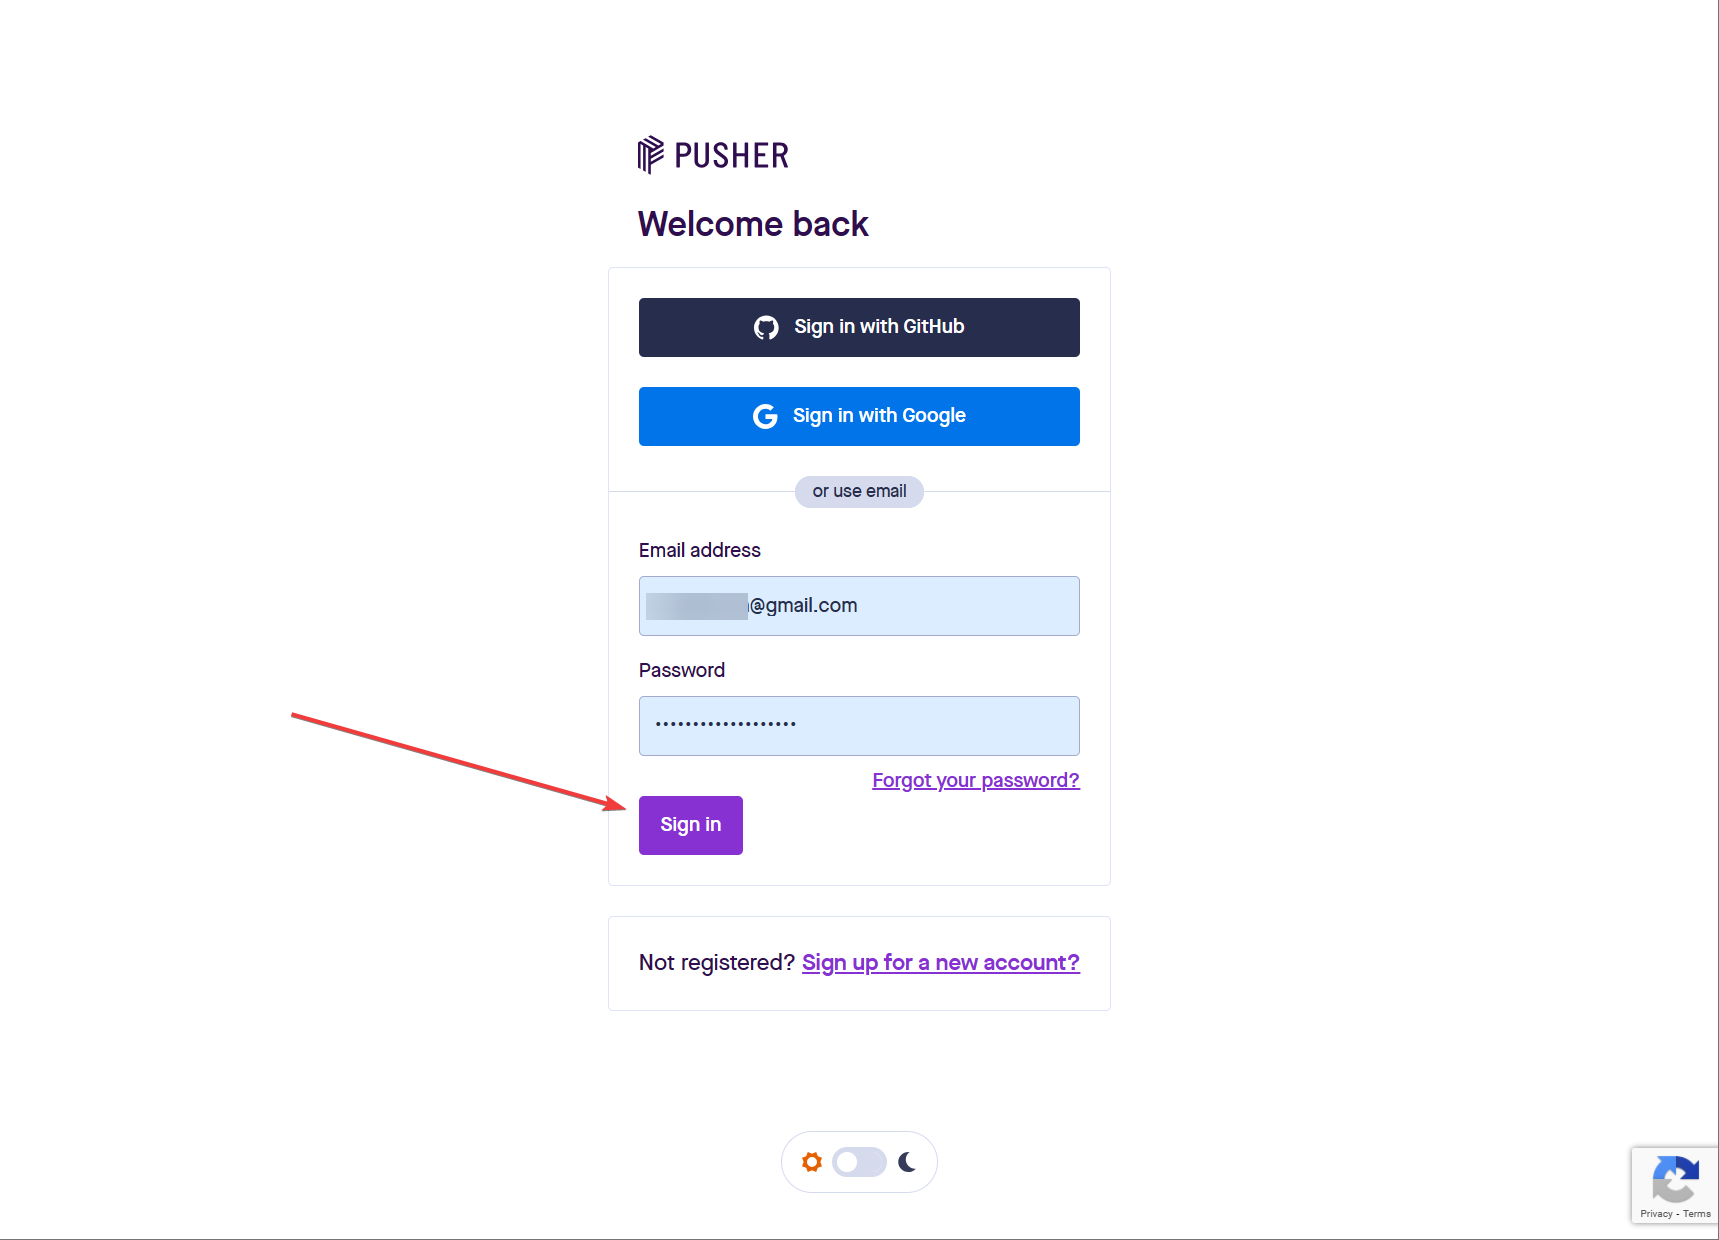 PUSHER
Welcome back
Sign in with GitHub
Sign in with Google
or use email
Email address
@gmail.com
Password
Forgot your password?
Sign in
Not registered? Sign up for a new account?
Privacy - Terms